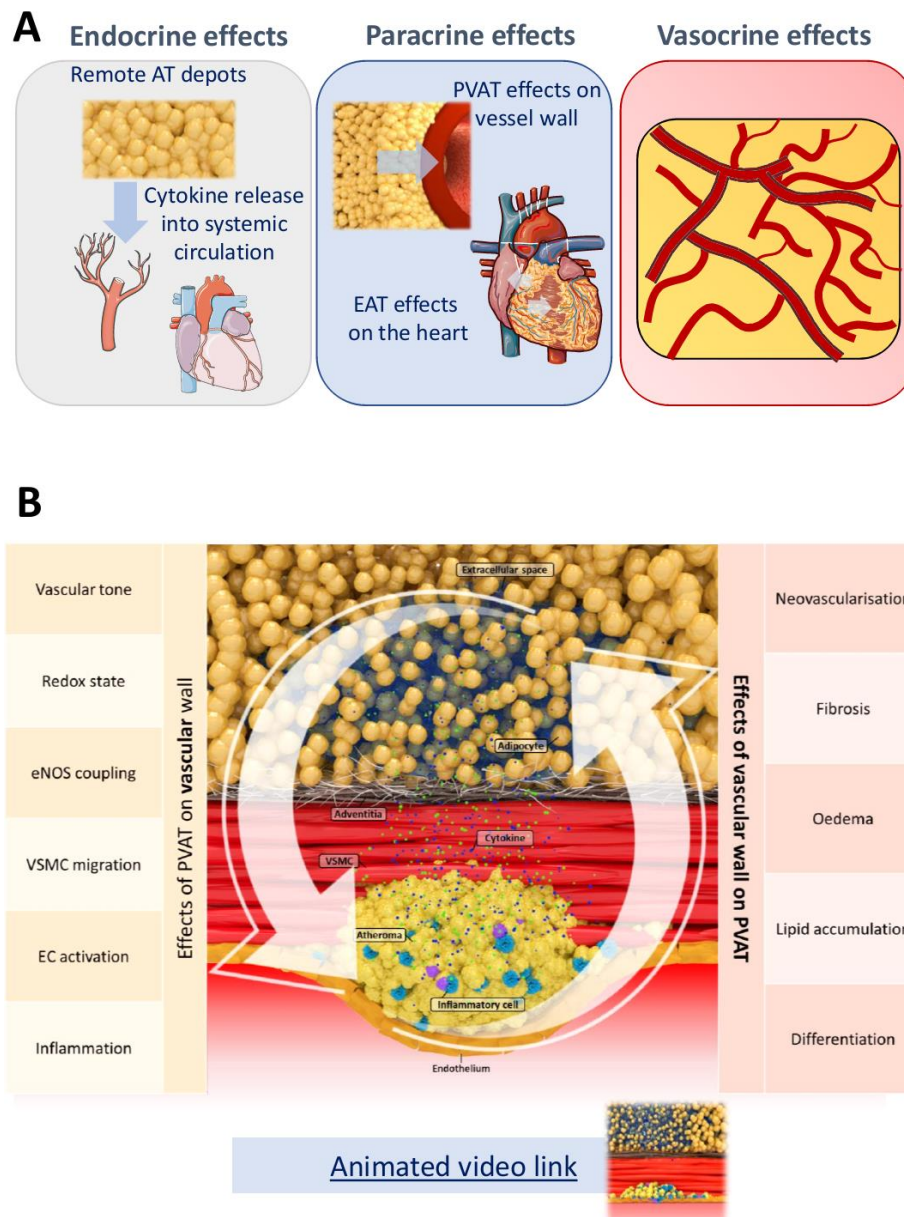 A
Endocrine effects
Remote AT depots
Cytokine release
into systemic
circulation
Paracrine effects
PVAT effects on
vessel wall
EAT effects
on the heart
Vasocrine effects
B
Vascular tone
Redox state
eNOS coupling
VSMC migration
EC activation
Inflammation
Effects of PVAT on vascular wall
Extracellular space
Adipocyte
Adventitia
Cytokine
VSMC
Atheroma
Inflammatory cell
Endothelium
Effects of vascular wall on PVAT
Neovascularisation
Fibrosis
Oedema
Lipid accumulation
Differentiation
Animated video link